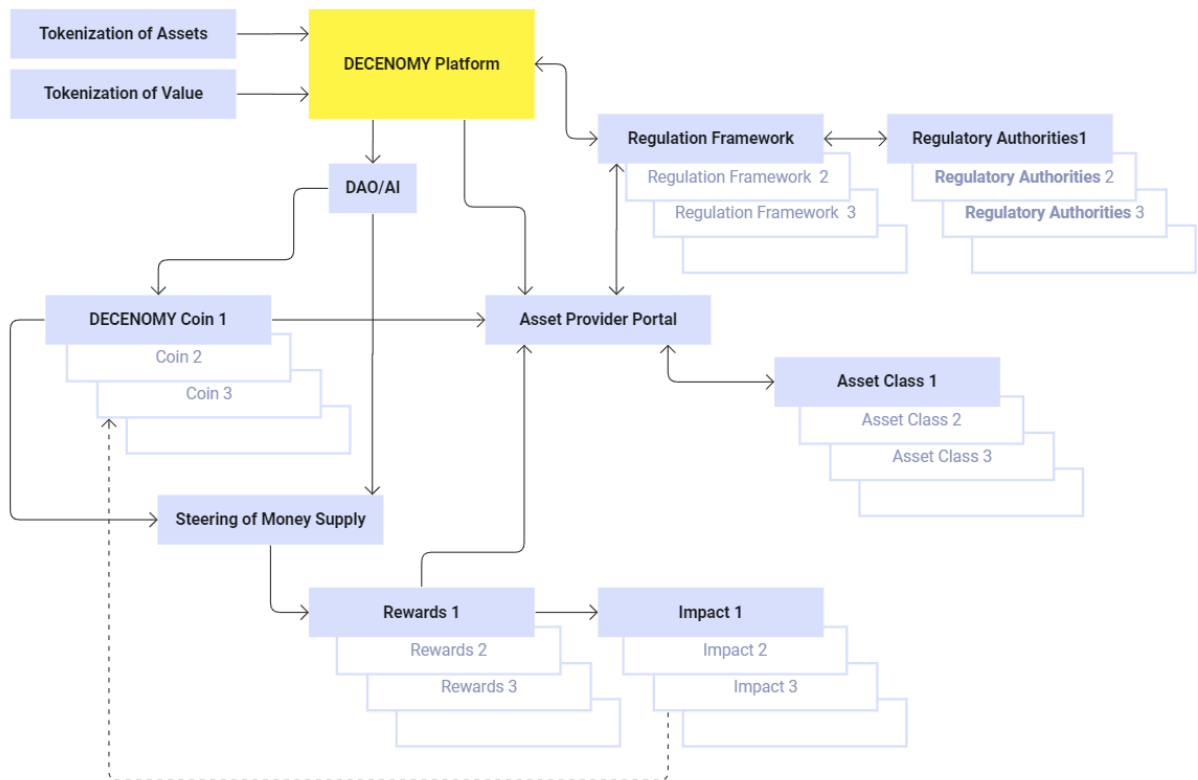 Tokenization of Assets
DECENOMY Platform
Tokenization of Value
Regulation Framework
Regulatory Authorities1
Regulation Framework 2
Regulatory Authorities 2
DAO/AI
Regulation Framework 3
Regulatory Authorities 3
DECENOMY Coin 1
Asset Provider Portal
Coin 2
Coin 3
Asset Class 1
Asset Class 2
Asset Class 3
Steering of Money Supply
Rewards 1
Impact 1
Rewards 2
Impact 2
Rewards 3
Impact 3